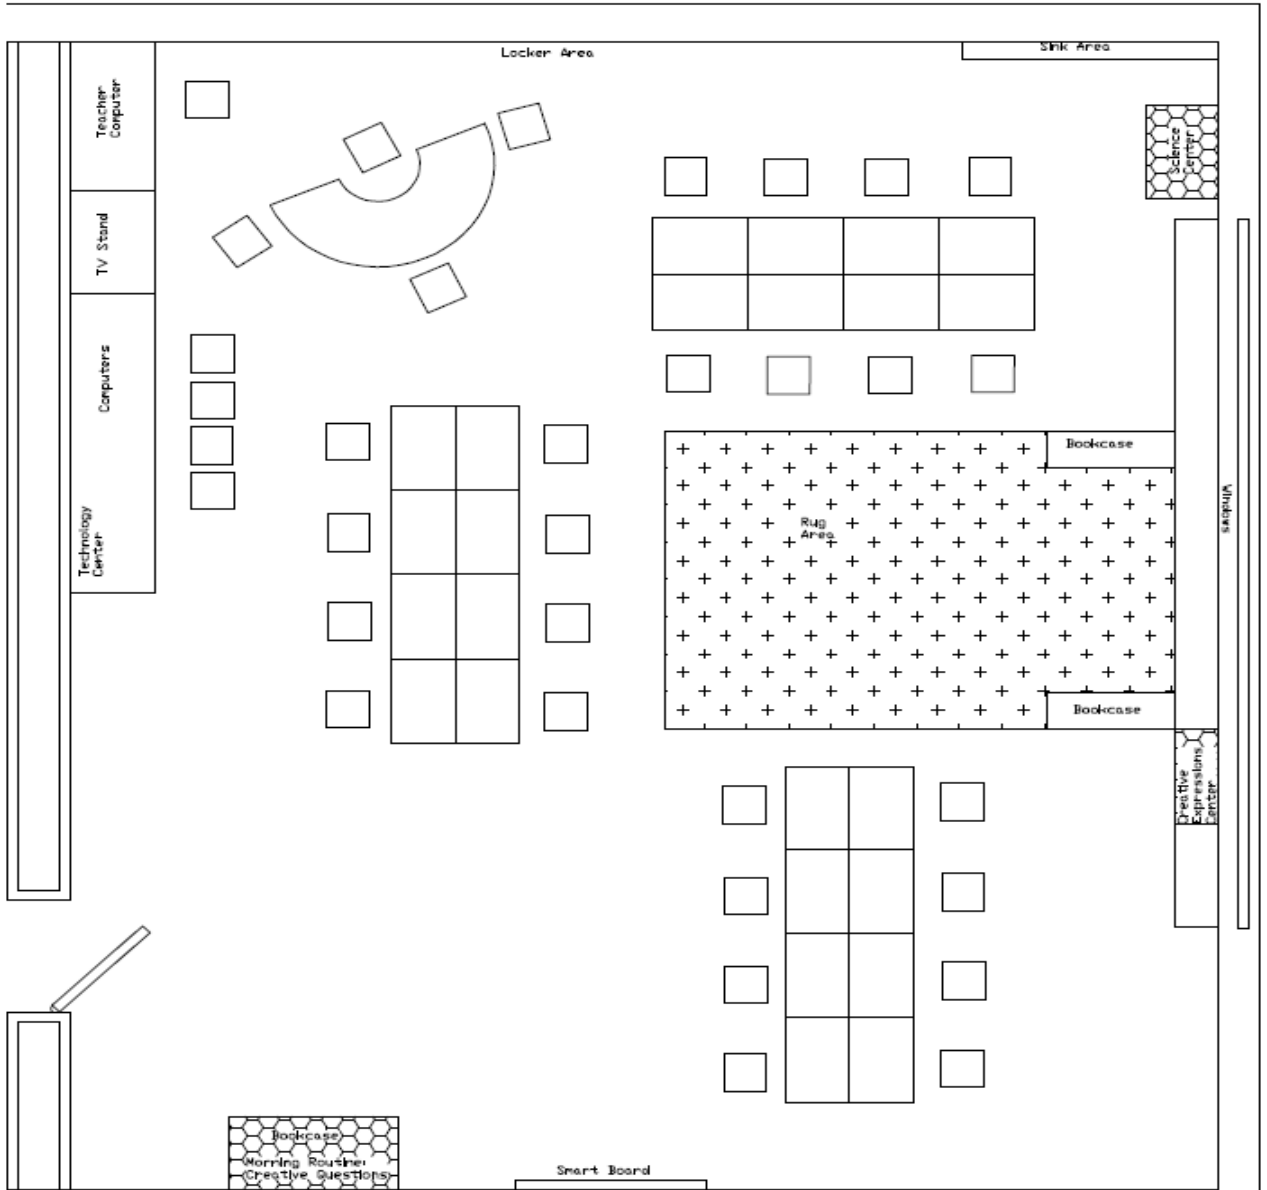 Locker Area
Sink Area
Teacher
Computer
Science
Center
TV Stand
Computers
Bookcase
Windows
Rug
Area
Technology
Center
Bookcase
Creative
Expressions
Center
Bookcase
Morning Routine:
Creative Questions
Smart Board